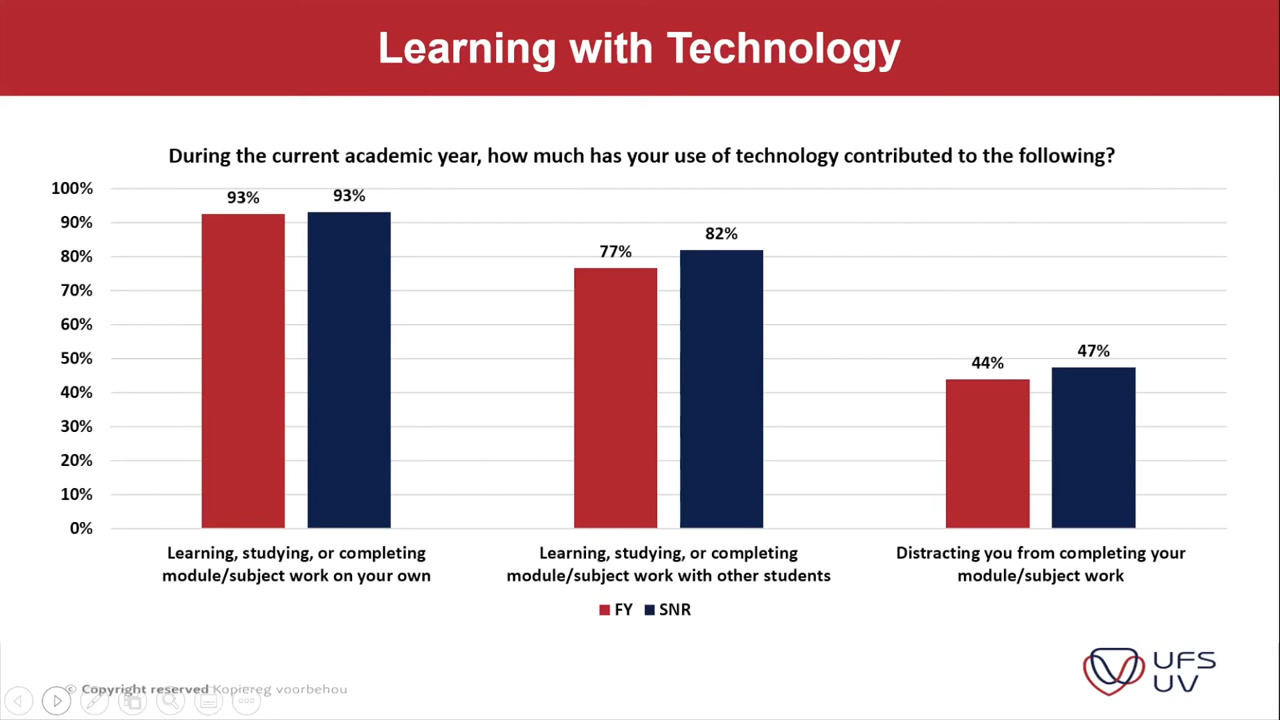 Learning with Technology
During the current academic year, how much has your use of technology contributed to the following?
100%
90%
80%
70%
60%
50%
40%
30%
20%
10%
0%
93%
93%
77%
82%
44%
47%
Learning, studying, or completing
module/subject work on your own
Learning, studying, or completing
module/subject work with other students
Distracting you from completing your
module/subject work
FY SNR
UFS
UV
© Copyright reserved Kopiereg voorbehou